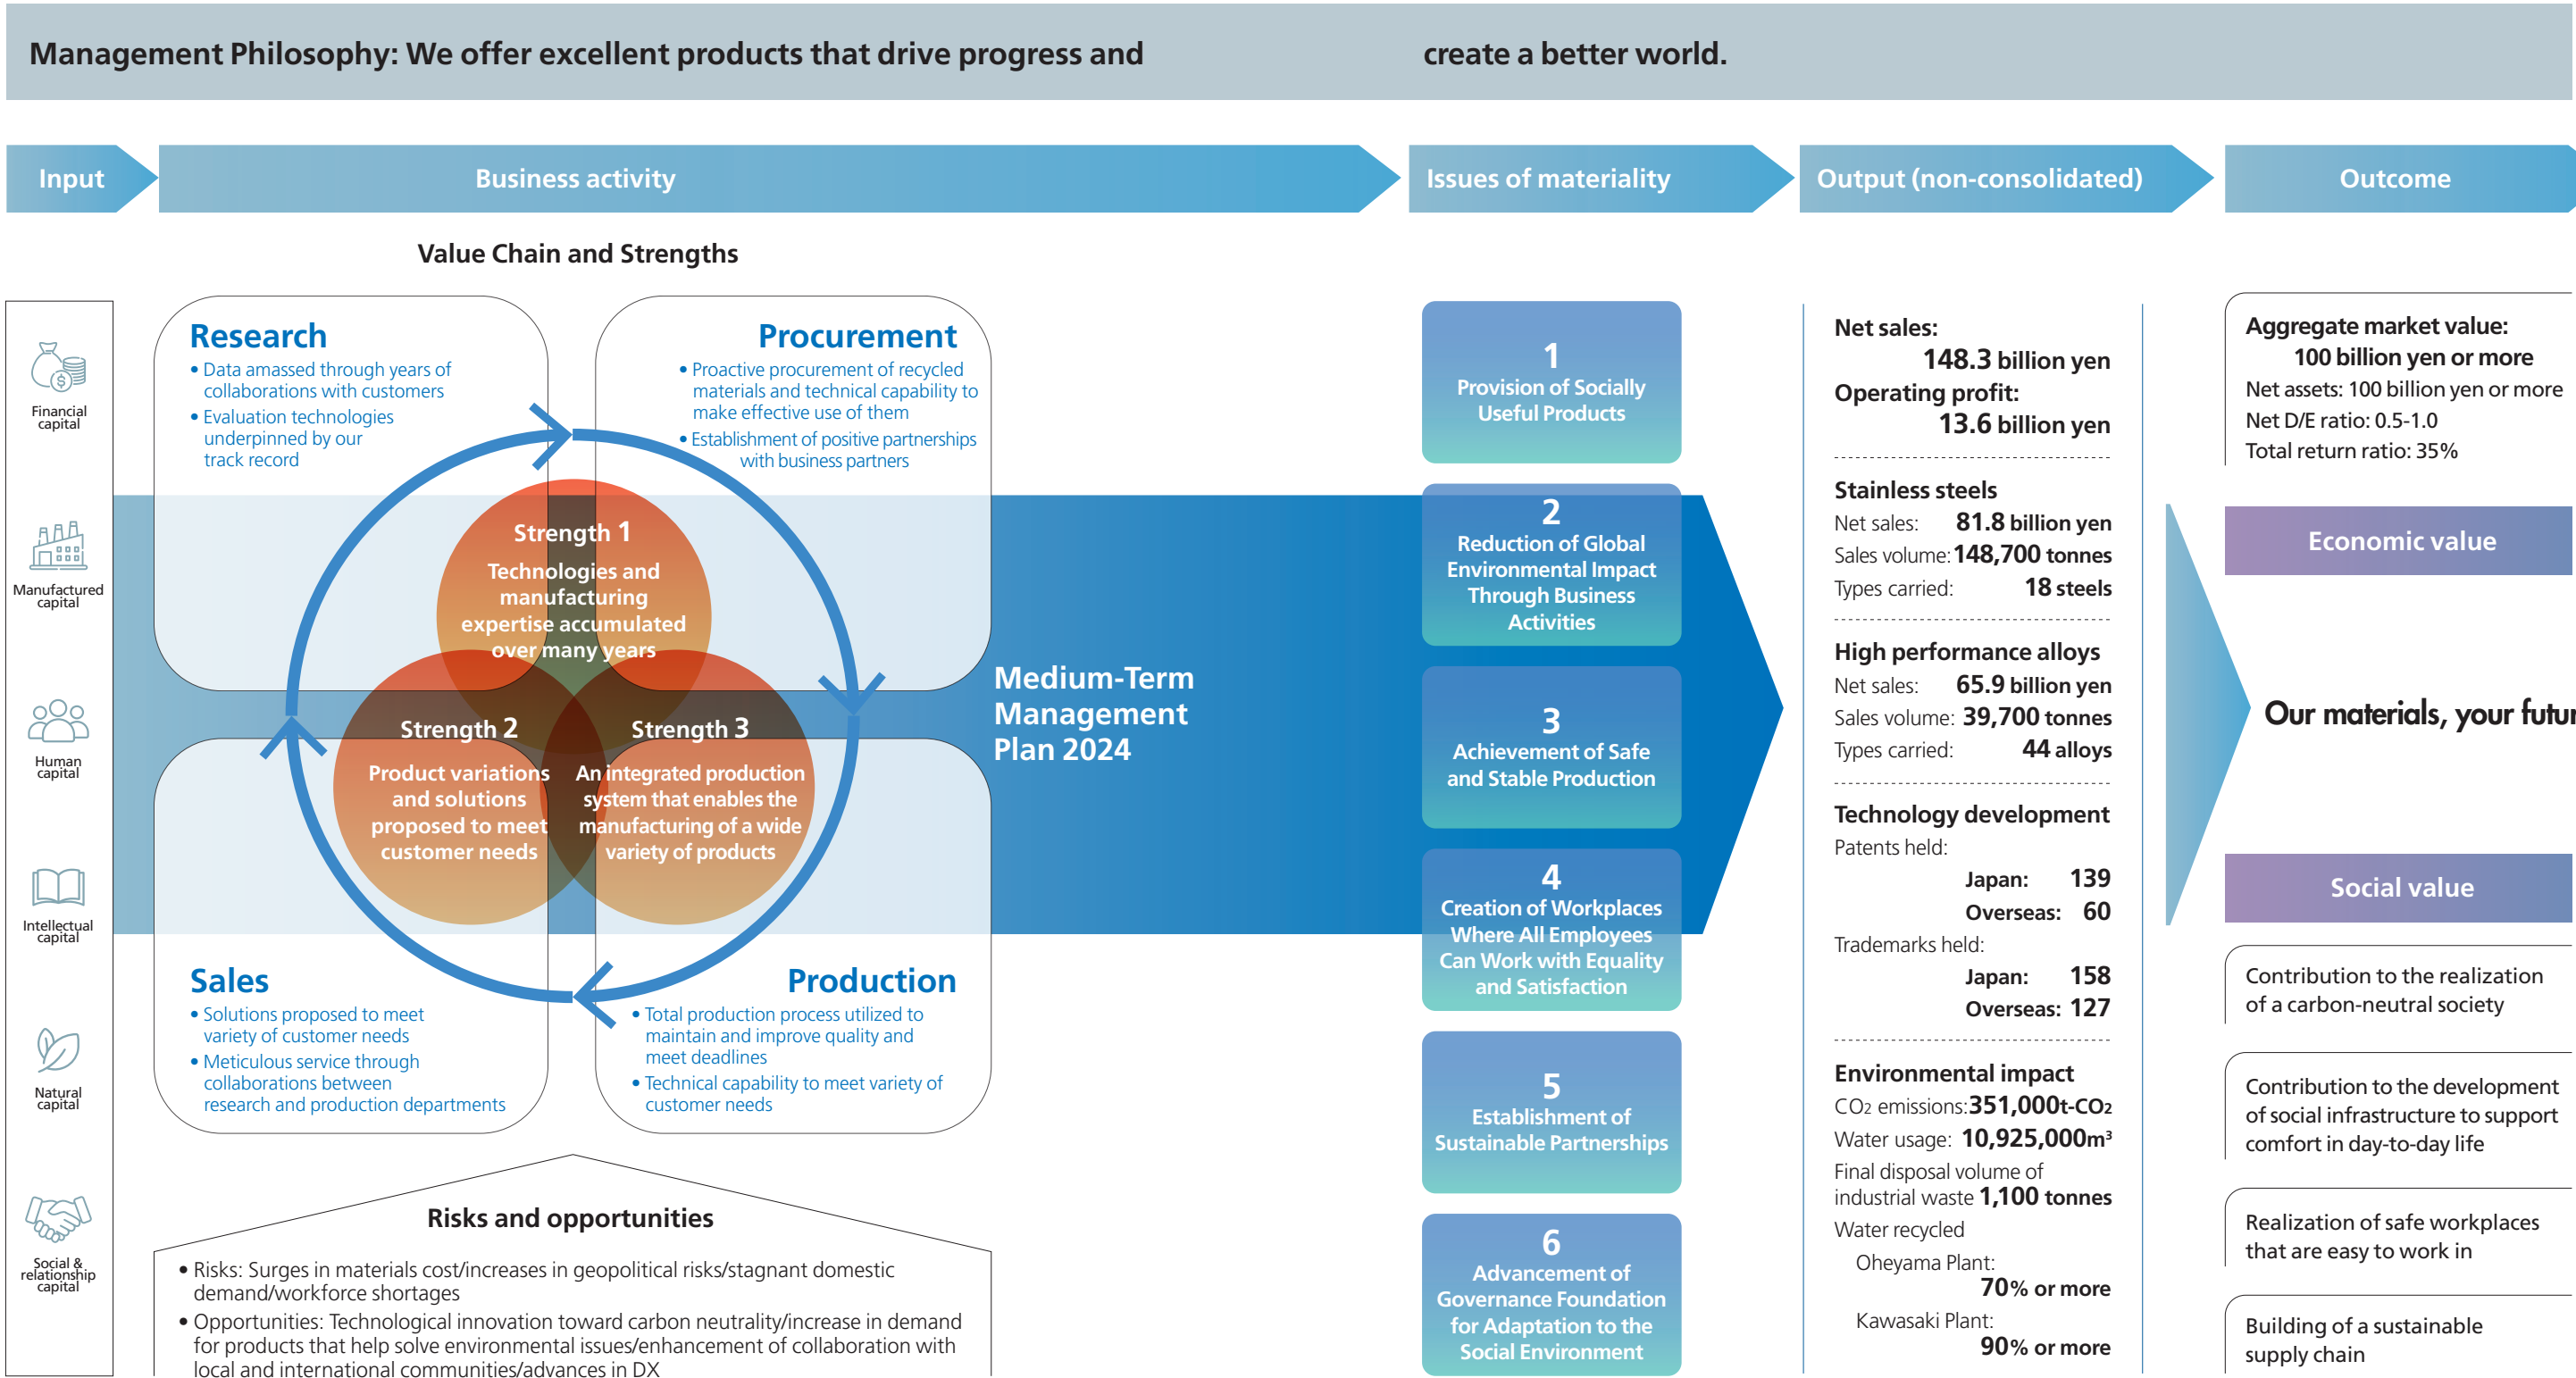 Management Philosophy: We offer excellent products that drive progress and create a better world.
Input
Business activity
Issues of materiality
Output (non-consolidated)
Outcome
Financial
capital
Manufactured
capital
Human
capital
Intellectual
capital
Natural
capital
Social &
relationship
capital
Value Chain and Strengths
Research
• Data amassed through years of
collaborations with customers
• Evaluation technologies
underpinned by our
track record
Procurement
• Proactive procurement of recycled
materials and technical capability to
make effective use of them
• Establishment of positive partnerships
with business partners
Strength 1
Technologies and
manufacturing
expertise accumulated
over many years
Strength 2
Product variations
and solutions
proposed to meet
customer needs
Strength 3
An integrated production
system that enables the
manufacturing of a wide
variety of products
Sales
• Solutions proposed to meet
variety of customer needs
• Meticulous service through
collaborations between
research and production departments
Production
• Total production process utilized to
maintain and improve quality and
meet deadlines
• Technical capability to meet variety of
customer needs
Risks and opportunities
• Risks: Surges in materials cost/increases in geopolitical risks/stagnant domestic
demand/workforce shortages
• Opportunities: Technological innovation toward carbon neutrality/increase in demand
for products that help solve environmental issues/enhancement of collaboration with
local and international communities/advances in DX
Medium-Term
Management
Plan 2024
1
Provision of Socially
Useful Products
2
Reduction of Global
Environmental Impact
Through Business
Activities
3
Achievement of Safe
and Stable Production
4
Creation of Workplaces
Where All Employees
Can Work with Equality
and Satisfaction
5
Establishment of
Sustainable Partnerships
6
Advancement of
Governance Foundation
for Adaptation to the
Social Environment
Net sales:
148.3 billion yen
Operating profit:
13.6 billion yen
Stainless steels
Net sales: 81.8 billion yen
Sales volume: 148,700 tonnes
Types carried: 18 steels
High performance alloys
Net sales: 65.9 billion yen
Sales volume: 39,700 tonnes
Types carried: 44 alloys
Technology development
Patents held:
Japan: 139
Overseas: 60
Trademarks held:
Japan: 158
Overseas: 127
Environmental impact
CO₂ emissions: 351,000t-CO₂
Water usage: 10,925,000m³
Final disposal volume of
industrial waste 1,100 tonnes
Water recycled
Oheyama Plant:
70% or more
Kawasaki Plant:
90% or more
Aggregate market value:
100 billion yen or more
Net assets: 100 billion yen or more
Net D/E ratio: 0.5-1.0
Total return ratio: 35%
Economic value
Our materials, your futur
Social value
Contribution to the realization
of a carbon-neutral society
Contribution to the development
of social infrastructure to support
comfort in day-to-day life
Realization of safe workplaces
that are easy to work in
Building of a sustainable
supply chain